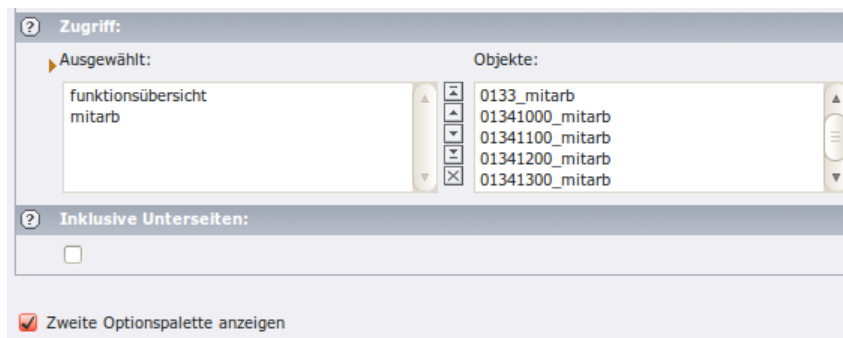 Zugriff:
Ausgewählt:
Objekte:
funktionsübersicht
mitarb
0133_mitarb
01341000_mitarb
01341100_mitarb
01341200_mitarb
01341300_mitarb
Inklusive Unterseiten:
Zweite Optionspalette anzeigen